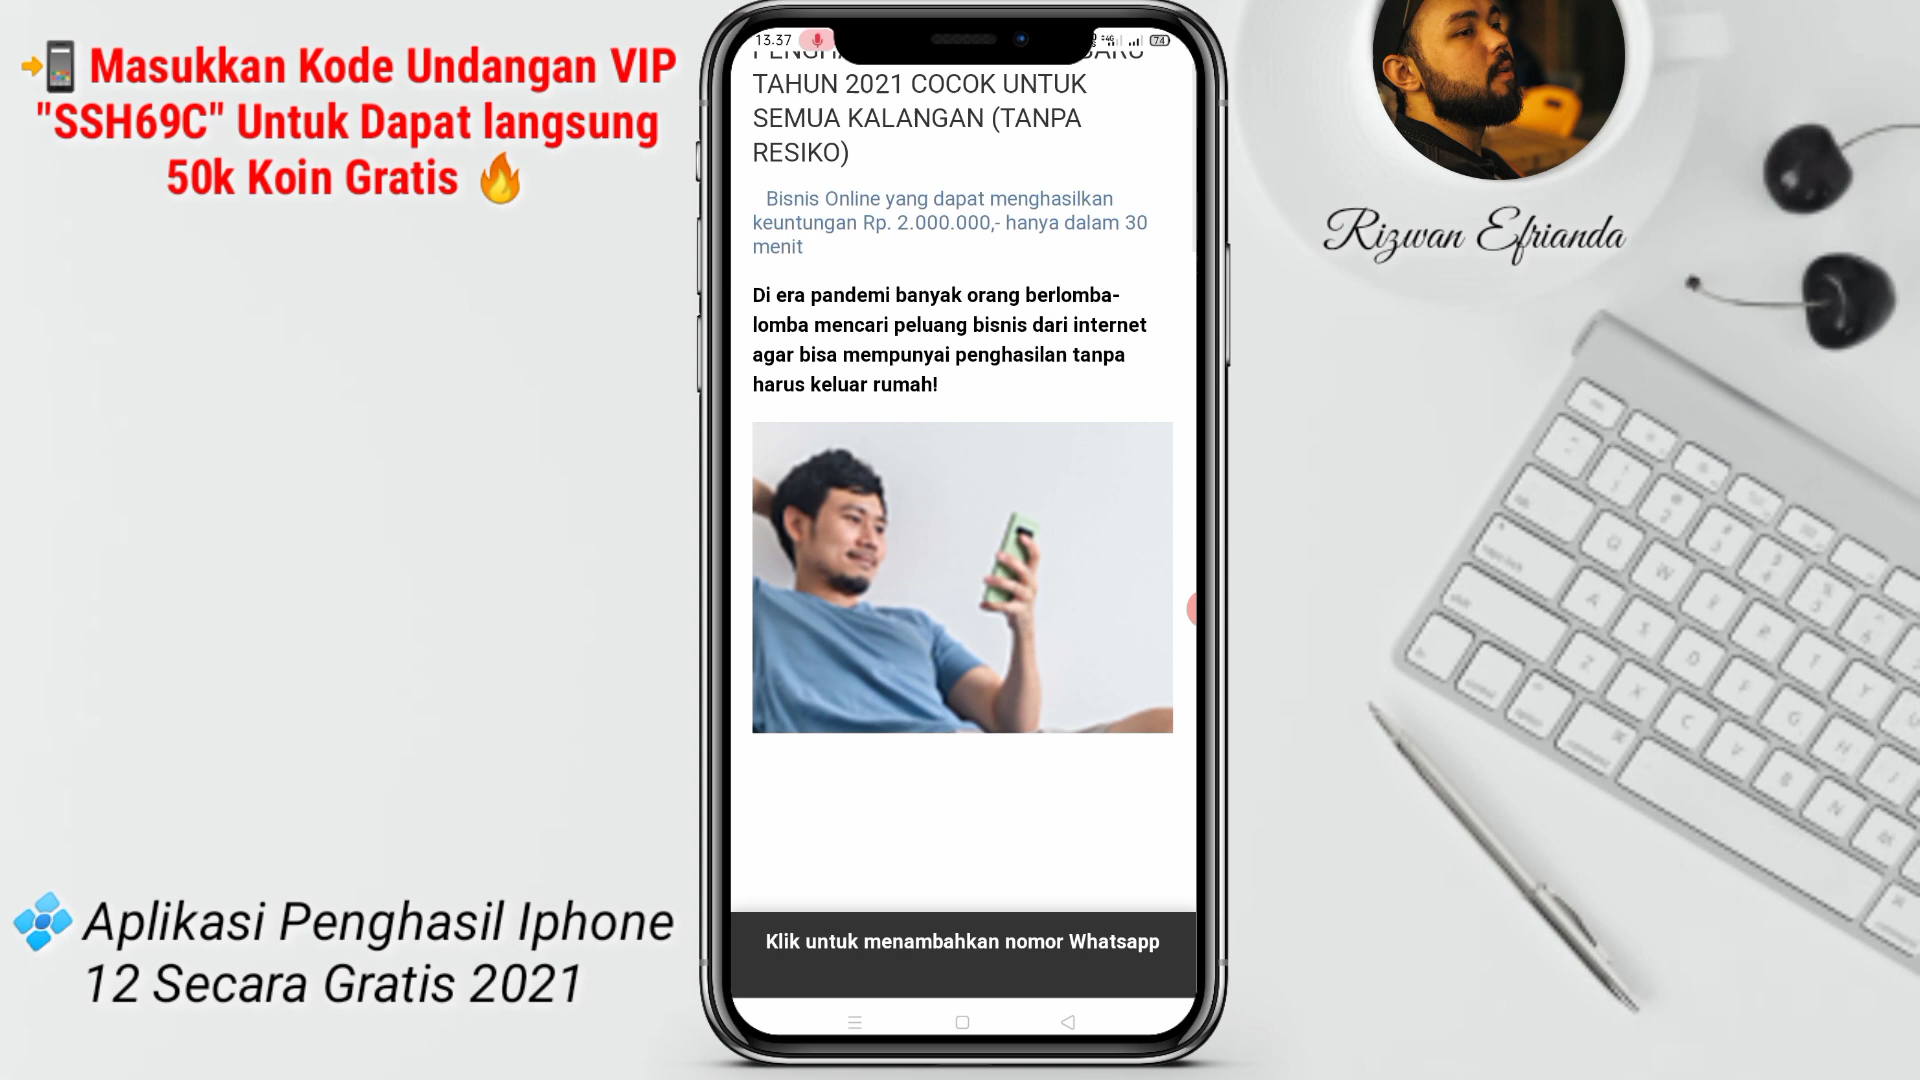 Masukkan Kode Undangan VIP
"SSH69C" Untuk Dapat langsung
50k Koin Gratis
13.37
74
TAHUN 2021 COCOK UNTUK
SEMUA KALANGAN (TANPA
RESIKO)
Bisnis Online yang dapat menghasilkan
keuntungan Rp. 2.000.000,- hanya dalam 30
menit
Di era pandemi banyak orang berlomba-
lomba mencari peluang bisnis dari internet
agar bisa mempunyai penghasilan tanpa
harus keluar rumah!
Klik untuk menambahkan nomor Whatsapp
Rizwan Efrianda
Aplikasi Penghasil Iphone
12 Secara Gratis 2021